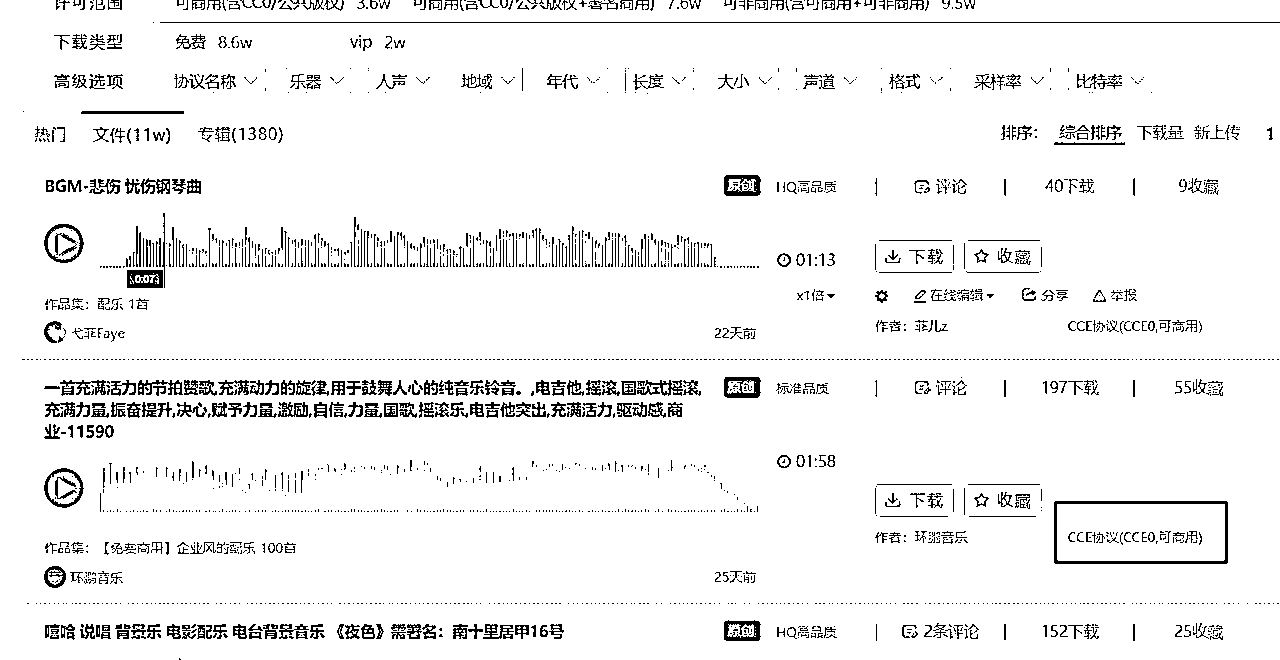 许可范围 可商用(含CC0/公共版权) 3.6w 可商用(含CC0/公共版权+署名商用) 7.6w 可非商用(含可商用+可非商用) 9.5w
下载类型 免费 8.6w vip 2w
高级选项 协议名称 乐器 人声 地域 年代 长度 大小 声道 格式 采样率 比特率
热门 文件(11w) 专辑(1380) 排序: 综合排序 下载量 新上传 1
BGM-悲伤 忧伤钢琴曲 原创 HQ高品质 | 评论 | 40下载 | 9收藏
01:13 下载 收藏
0:07
x1倍 在线编辑 分享 举报
作品集: 配乐 1首
作者: 菲儿z CCE协议(CCE0,可商用)
弋菲Faye 22天前
一首充满活力的节拍赞歌,充满动力的旋律,用于鼓舞人心的纯音乐铃音。,电吉他,摇滚,国歌式摇滚, 原创 标准品质 | 评论 | 197下载 | 55收藏
充满力量,振奋提升,决心,赋予力量,激励,自信,力量,国歌,摇滚乐,电吉他突出,充满活力,驱动感,商
业-11590
01:58
下载 收藏
作者: 环翺音乐 CCE协议(CCE0,可商用)
作品集: 【免费商用】企业风的配乐 100首
环翺音乐 25天前
嘻哈 说唱 背景乐 电影配乐 电台背景音乐 《夜色》需署名: 南十里居甲16号 原创 HQ高品质 | 2条评论 | 152下载 | 25收藏